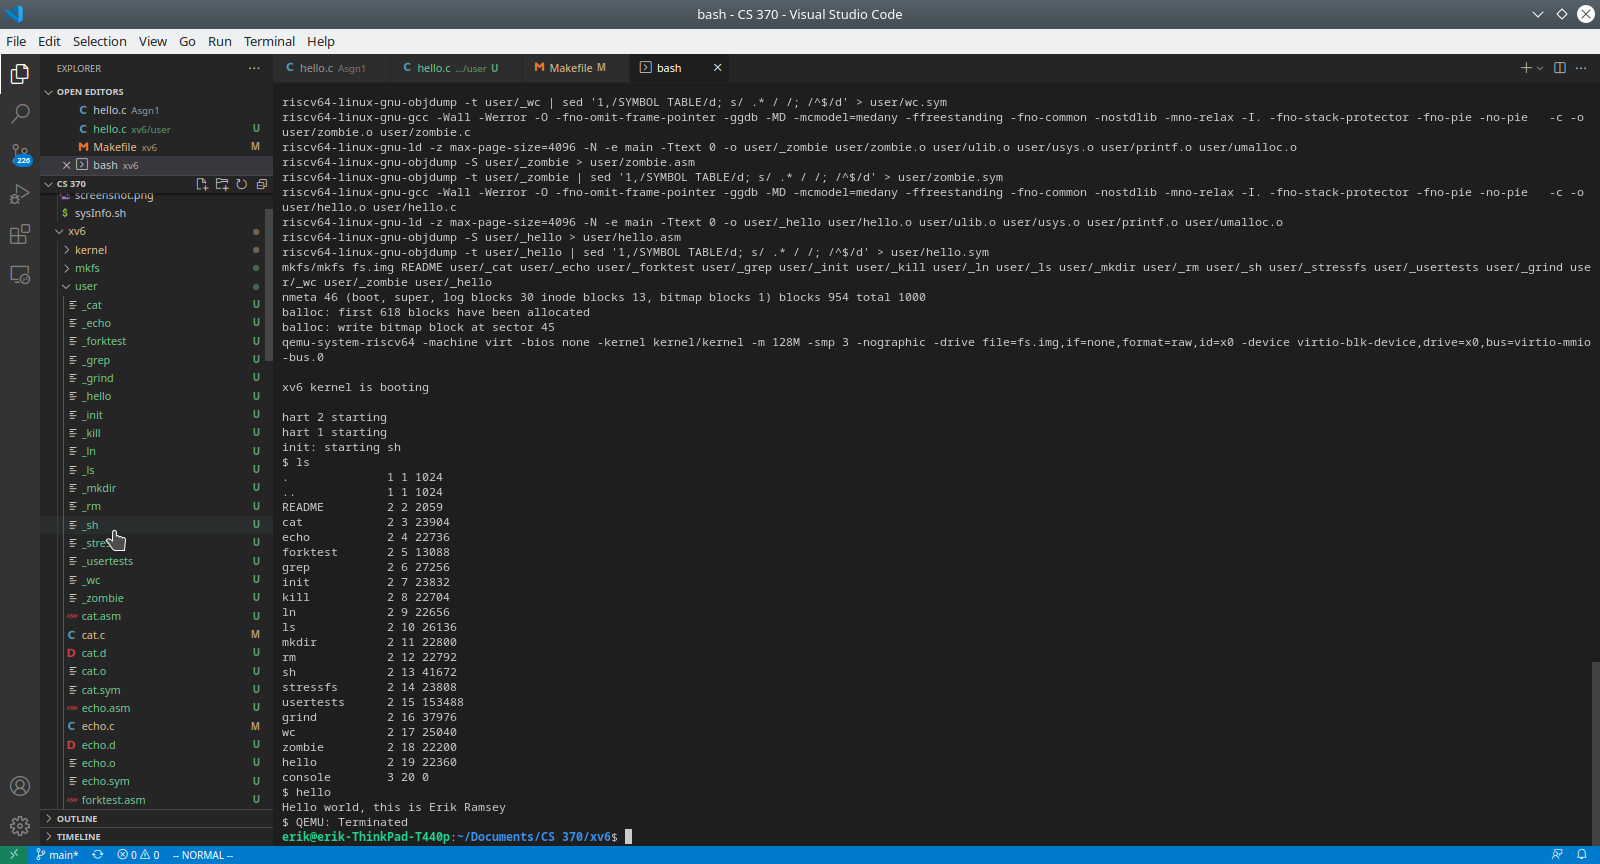 bash - CS 370 - Visual Studio Code
File Edit Selection View Go Run Terminal Help
EXPLORER
OPEN EDITORS
hello.c Asgn1
hello.c xv6/user U
Makefile xv6 M
bash xv6
CS 370
screenshot.png
sysInfo.sh
xv6
kernel
mkfs
user
_cat U
_echo U
_forktest U
_grep U
_grind U
_hello U
_init U
_kill U
_ln U
_ls U
_mkdir U
_rm U
_sh U
U
_usertests U
_wc U
_zombie U
cat.asm U
cat.c M
cat.d U
cat.o U
cat.sym U
echo.asm U
echo.c M
echo.d U
echo.o U
echo.sym U
forktest.asm U
OUTLINE
TIMELINE
226
hello.c Asgn1 hello.c .../user U Makefile M bash
riscv64-linux-gnu-objdump -t user/_wc | sed '1,/SYMBOL TABLE/d; s/ .* / /; /^$/d' > user/wc.sym
riscv64-linux-gnu-gcc -Wall -Werror -O -fno-omit-frame-pointer -ggdb -MD -mcmodel=medany -ffreestanding -fno-common -nostdlib -mno-relax -I. -fno-stack-protector -fno-pie -no-pie   -c -o
user/zombie.o user/zombie.c
riscv64-linux-gnu-ld -z max-page-size=4096 -N -e main -Ttext 0 -o user/_zombie user/zombie.o user/ulib.o user/usys.o user/printf.o user/umalloc.o
riscv64-linux-gnu-objdump -S user/_zombie > user/zombie.asm
riscv64-linux-gnu-objdump -t user/_zombie | sed '1,/SYMBOL TABLE/d; s/ .* / /; /^$/d' > user/zombie.sym
riscv64-linux-gnu-gcc -Wall -Werror -O -fno-omit-frame-pointer -ggdb -MD -mcmodel=medany -ffreestanding -fno-common -nostdlib -mno-relax -I. -fno-stack-protector -fno-pie -no-pie   -c -o
user/hello.o user/hello.c
riscv64-linux-gnu-ld -z max-page-size=4096 -N -e main -Ttext 0 -o user/_hello user/hello.o user/ulib.o user/usys.o user/printf.o user/umalloc.o
riscv64-linux-gnu-objdump -S user/_hello > user/hello.asm
riscv64-linux-gnu-objdump -t user/_hello | sed '1,/SYMBOL TABLE/d; s/ .* / /; /^$/d' > user/hello.sym
mkfs/mkfs fs.img README user/_cat user/_echo user/_forktest user/_grep user/_init user/_kill user/_ln user/_ls user/_mkdir user/_rm user/_sh user/_stressfs user/_usertests user/_grind use
r/_wc user/_zombie user/_hello
nmeta 46 (boot, super, log blocks 30 inode blocks 13, bitmap blocks 1) blocks 954 total 1000
balloc: first 618 blocks have been allocated
balloc: write bitmap block at sector 45
qemu-system-riscv64 -machine virt -bios none -kernel kernel/kernel -m 128M -smp 3 -nographic -drive file=fs.img,if=none,format=raw,id=x0 -device virtio-blk-device,drive=x0,bus=virtio-mmio
-bus.0
xv6 kernel is booting
hart 2 starting
hart 1 starting
init: starting sh
$ ls
. 1 1 1024
.. 1 1 1024
README 2 2 2059
cat 2 3 23904
echo 2 4 22736
forktest 2 5 13088
grep 2 6 27256
init 2 7 23832
kill 2 8 22704
ln 2 9 22656
ls 2 10 26136
mkdir 2 11 22800
rm 2 12 22792
sh 2 13 41672
stressfs 2 14 23808
usertests 2 15 153488
grind 2 16 37976
wc 2 17 25040
zombie 2 18 22200
hello 2 19 22360
console 3 20 0
$ hello
Hello world, this is Erik Ramsey
$ QEMU: Terminated
erik@erik-ThinkPad-T440p:~/Documents/CS 370/xv6$
main* 0 0 -- NORMAL --